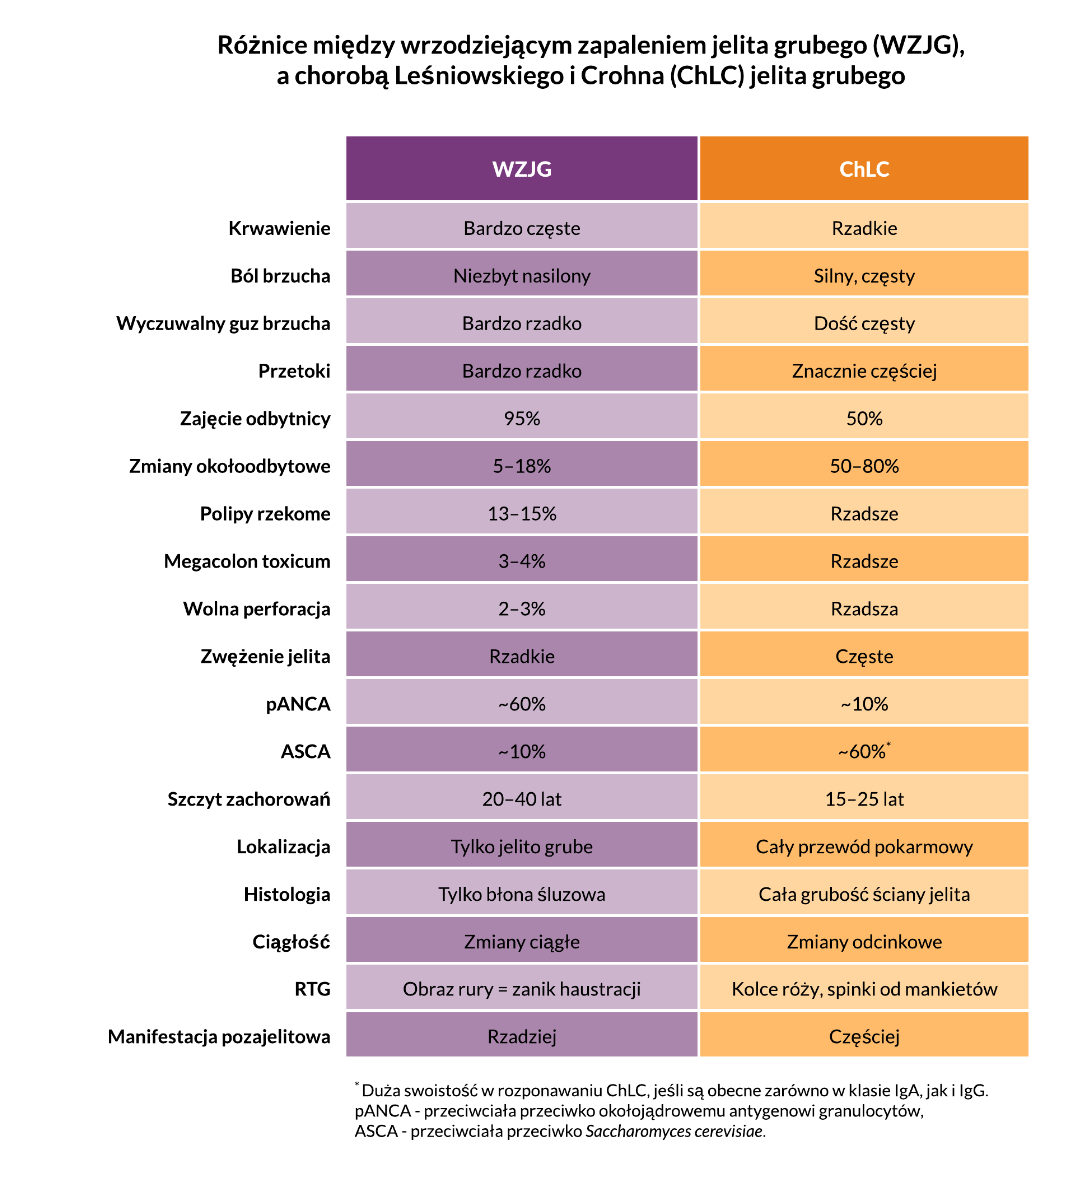 Różnice między wrzodziejącym zapaleniem jelita grubego (WZJG),
a chorobą Leśniowskiego i Crohna (ChLC) jelita grubego
WZJG ChLC
Krwawienie Bardzo częste Rzadkie
Ból brzucha Niezbyt nasilony Silny, częsty
Wyczuwalny guz brzucha Bardzo rzadko Dość częsty
Przetoki Bardzo rzadko Znacznie częściej
Zajęcie odbytnicy 95% 50%
Zmiany okołoodbytowe 5–18% 50–80%
Polipy rzekome 13–15% Rzadsze
Megacolon toxicum 3–4% Rzadsze
Wolna perforacja 2–3% Rzadsza
Zwężenie jelita Rzadkie Częste
pANCA ~60% ~10%
ASCA ~10% ~60%*
Szczyt zachorowań 20–40 lat 15–25 lat
Lokalizacja Tylko jelito grube Cały przewód pokarmowy
Histologia Tylko błona śluzowa Cała grubość ściany jelita
Ciągłość Zmiany ciągłe Zmiany odcinkowe
RTG Obraz rury = zanik haustracji Kolce róży, spinki od mankietów
Manifestacja pozajelitowa Rzadziej Częściej
*Duża swoistość w rozponawaniu ChLC, jeśli są obecne zarówno w klasie IgA, jak i IgG.
pANCA - przeciwciała przeciwko okołojądrowemu antygenowi granulocytów,
ASCA - przeciwciała przeciwko Saccharomyces cerevisiae.